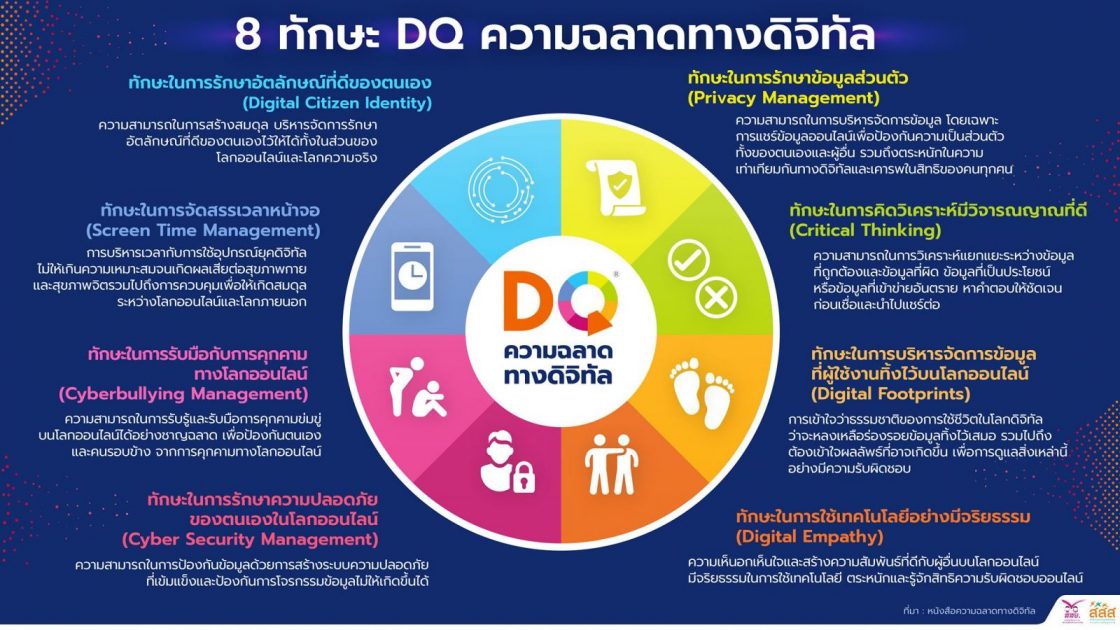 8 ทักษะ DQ ความฉลาดทางดิจิทัล
ทักษะในการรักษาอัตลักษณ์ที่ดีของตนเอง
(Digital Citizen Identity)
ความสามารถในการสร้างสมดุล บริหารจัดการรักษา
อัตลักษณ์ที่ดีของตนเองไว้ให้ได้ทั้งในส่วนของ
โลกออนไลน์และโลกความจริง
ทักษะในการจัดสรรเวลาหน้าจอ
(Screen Time Management)
การบริหารเวลากับการใช้อุปกรณ์ยุคดิจิทัล
ไม่ให้เกินความเหมาะสมจนเกิดผลเสียต่อสุขภาพกาย
และสุขภาพจิตรวมไปถึงการควบคุมเพื่อให้เกิดสมดุล
ระหว่างโลกออนไลน์และโลกภายนอก
ทักษะในการรับมือกับการคุกคาม
ทางโลกออนไลน์
(Cyberbullying Management)
ความสามารถในการรับรู้และรับมือการคุกคามข่มขู่
บนโลกออนไลน์ได้อย่างชาญฉลาด เพื่อป้องกันตนเอง
และคนรอบข้าง จากการคุกคามทางโลกออนไลน์
ทักษะในการรักษาความปลอดภัย
ของตนเองในโลกออนไลน์
(Cyber Security Management)
ความสามารถในการป้องกันข้อมูลด้วยการสร้างระบบความปลอดภัย
ที่เข้มแข็งและป้องกันการโจรกรรมข้อมูลไม่ให้เกิดขึ้นได้
DQ®
ความฉลาด
ทางดิจิทัล
ทักษะในการรักษาข้อมูลส่วนตัว
(Privacy Management)
ความสามารถในการบริหารจัดการข้อมูล โดยเฉพาะ
การแชร์ข้อมูลออนไลน์เพื่อป้องกันความเป็นส่วนตัว
ทั้งของตนเองและผู้อื่น รวมถึงตระหนักในความ
เท่าเทียมกันทางดิจิทัลและเคารพในสิทธิของคนทุกคน
ทักษะในการคิดวิเคราะห์มีวิจารณญาณที่ดี
(Critical Thinking)
ความสามารถในการวิเคราะห์แยกแยะระหว่างข้อมูล
ที่ถูกต้องและข้อมูลที่ผิด ข้อมูลที่เป็นประโยชน์
หรือข้อมูลที่เข้าข่ายอันตราย หาคำตอบให้ชัดเจน
ก่อนเชื่อและนำไปแชร์ต่อ
ทักษะในการบริหารจัดการข้อมูล
ที่ผู้ใช้งานทิ้งไว้บนโลกออนไลน์
(Digital Footprints)
การเข้าใจว่าธรรมชาติของการใช้ชีวิตในโลกดิจิทัล
ว่าจะหลงเหลือร่องรอยข้อมูลทิ้งไว้เสมอ รวมไปถึง
ต้องเข้าใจผลลัพธ์ที่อาจเกิดขึ้น เพื่อการดูแลสิ่งเหล่านี้
อย่างมีความรับผิดชอบ
ทักษะในการใช้เทคโนโลยีอย่างมีจริยธรรม
(Digital Empathy)
ความเห็นอกเห็นใจและสร้างความสัมพันธ์ที่ดีกับผู้อื่นบนโลกออนไลน์
มีจริยธรรมในการใช้เทคโนโลยี ตระหนักและรู้จักสิทธิความรับผิดชอบออนไลน์
ที่มา : หนังสือความฉลาดทางดิจิทัล
สสย. สสส